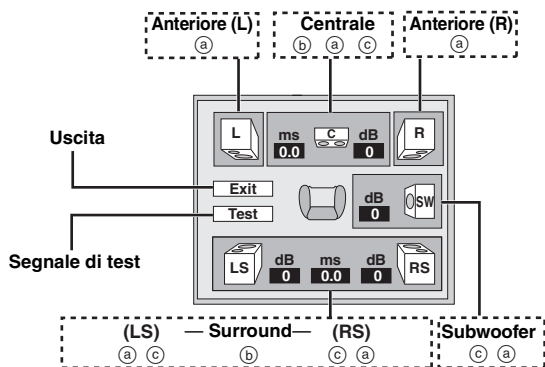 Anteriore (L) Centrale Anteriore (R)
ⓐ ⓑ ⓐ ⓒ ⓐ
L ms C dB R
0.0 0
Uscita
Exit
dB SW
0
Test
Segnale di test
LS dB ms dB RS
0 0.0 0
(LS) — Surround — (RS) Subwoofer
ⓐ ⓒ ⓑ ⓒ ⓐ ⓒ ⓐ